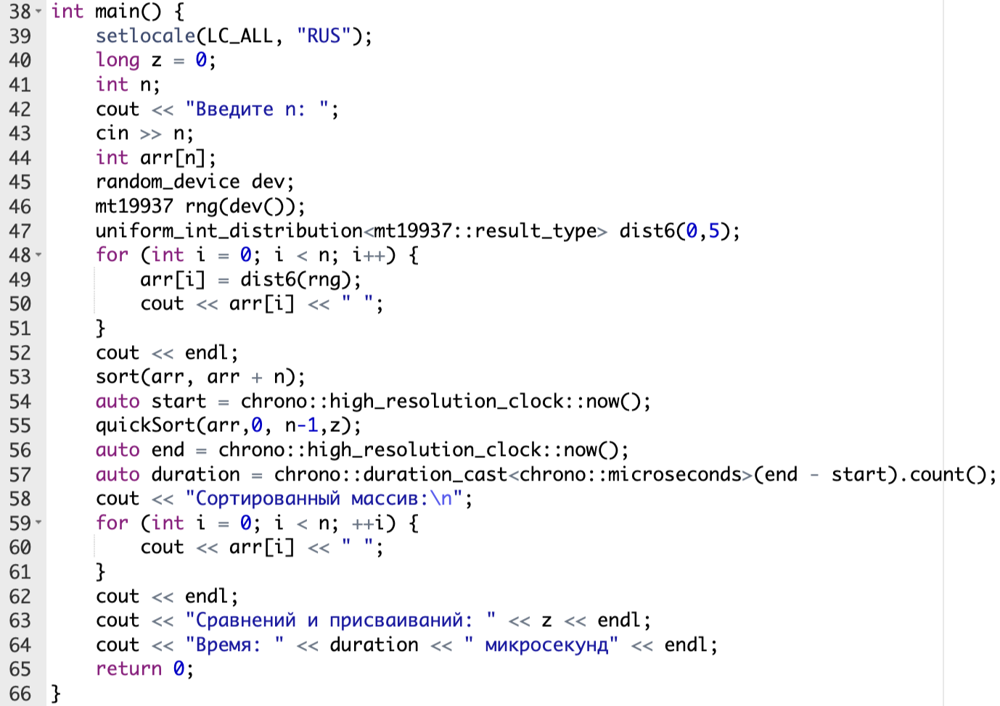 38 int main() {
39     setlocale(LC_ALL, "RUS");
40     long z = 0;
41     int n;
42     cout << "Введите n: ";
43     cin >> n;
44     int arr[n];
45     random_device dev;
46     mt19937 rng(dev());
47     uniform_int_distribution<mt19937::result_type> dist6(0,5);
48     for (int i = 0; i < n; i++) {
49         arr[i] = dist6(rng);
50         cout << arr[i] << " ";
51     }
52     cout << endl;
53     sort(arr, arr + n);
54     auto start = chrono::high_resolution_clock::now();
55     quickSort(arr,0, n-1,z);
56     auto end = chrono::high_resolution_clock::now();
57     auto duration = chrono::duration_cast<chrono::microseconds>(end - start).count();
58     cout << "Сортированный массив:\n";
59     for (int i = 0; i < n; ++i) {
60         cout << arr[i] << " ";
61     }
62     cout << endl;
63     cout << "Сравнений и присваиваний: " << z << endl;
64     cout << "Время: " << duration << " микросекунд" << endl;
65     return 0;
66 }